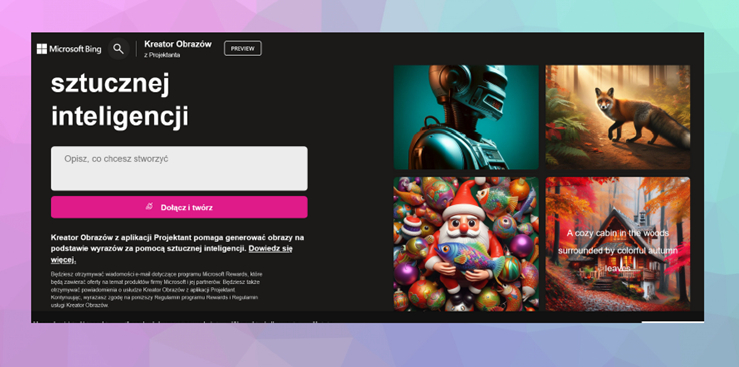 Microsoft Bing
Kreator Obrazów
z Projektanta
PREVIEW
sztucznej
inteligencji
Opisz, co chcesz stworzyć
Dołącz i twórz
Kreator Obrazów z aplikacji Projektant pomaga generować obrazy na
podstawie wyrazów za pomocą sztucznej inteligencji. Dowiedz się
więcej.
Będziesz otrzymywać wiadomości e-mail dotyczące programu Microsoft Rewards, które
będą zawierać oferty na temat produktów firmy Microsoft i jej partnerów. Będziesz także
otrzymywać powiadomienia o usłudze Kreator Obrazów z aplikacji Projektant.
Kontynuując, wyrażasz zgodę na poniższy Regulamin programu Rewards i Regulamin
usługi Kreator Obrazów.
A cozy cabin in the woods
surrounded by colorful autumn
leaves